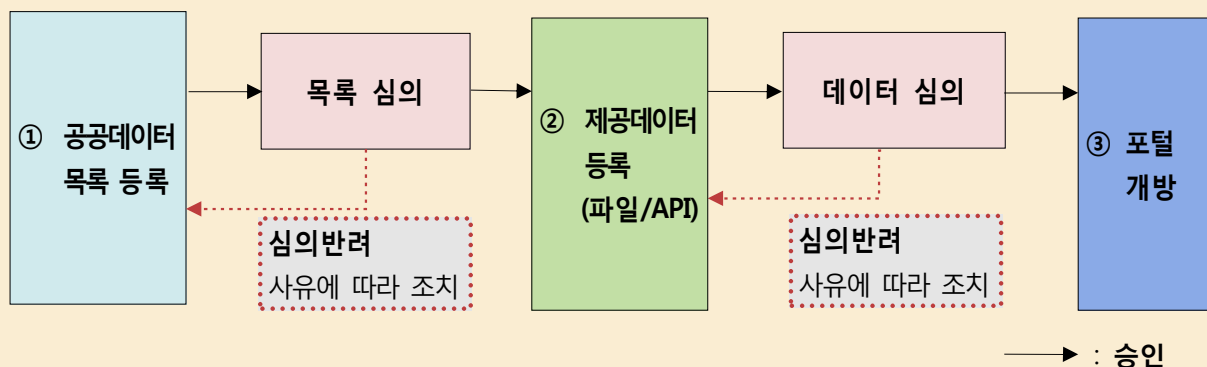 ① 공공데이터
목록 등록
목록 심의
심의반려
사유에 따라 조치
② 제공데이터
등록
(파일/API)
데이터 심의
심의반려
사유에 따라 조치
③ 포털
개방
: 승인